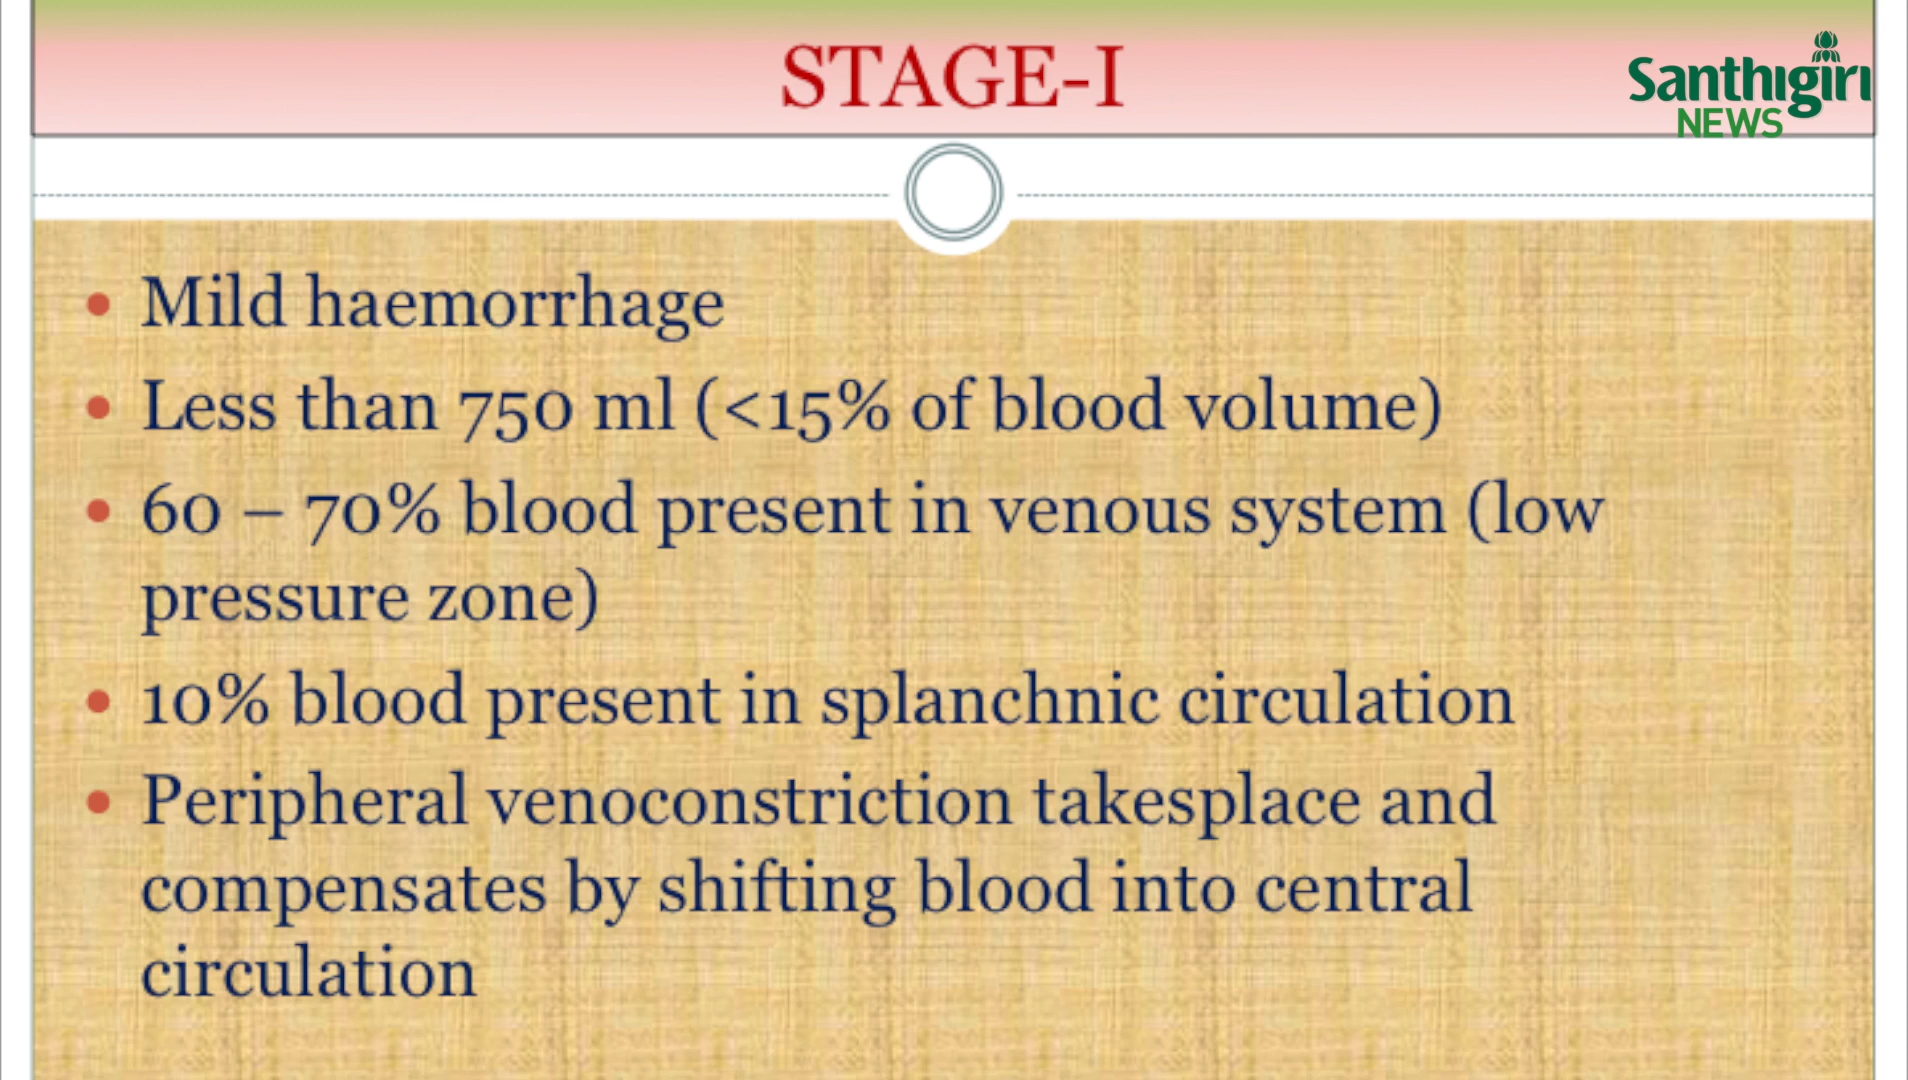 STAGE-I
Santhigiri
NEWS
• Mild haemorrhage
• Less than 750 ml (<15% of blood volume)
• 60 – 70% blood present in venous system (low
pressure zone)
• 10% blood present in splanchnic circulation
• Peripheral venoconstriction takesplace and
compensates by shifting blood into central
circulation